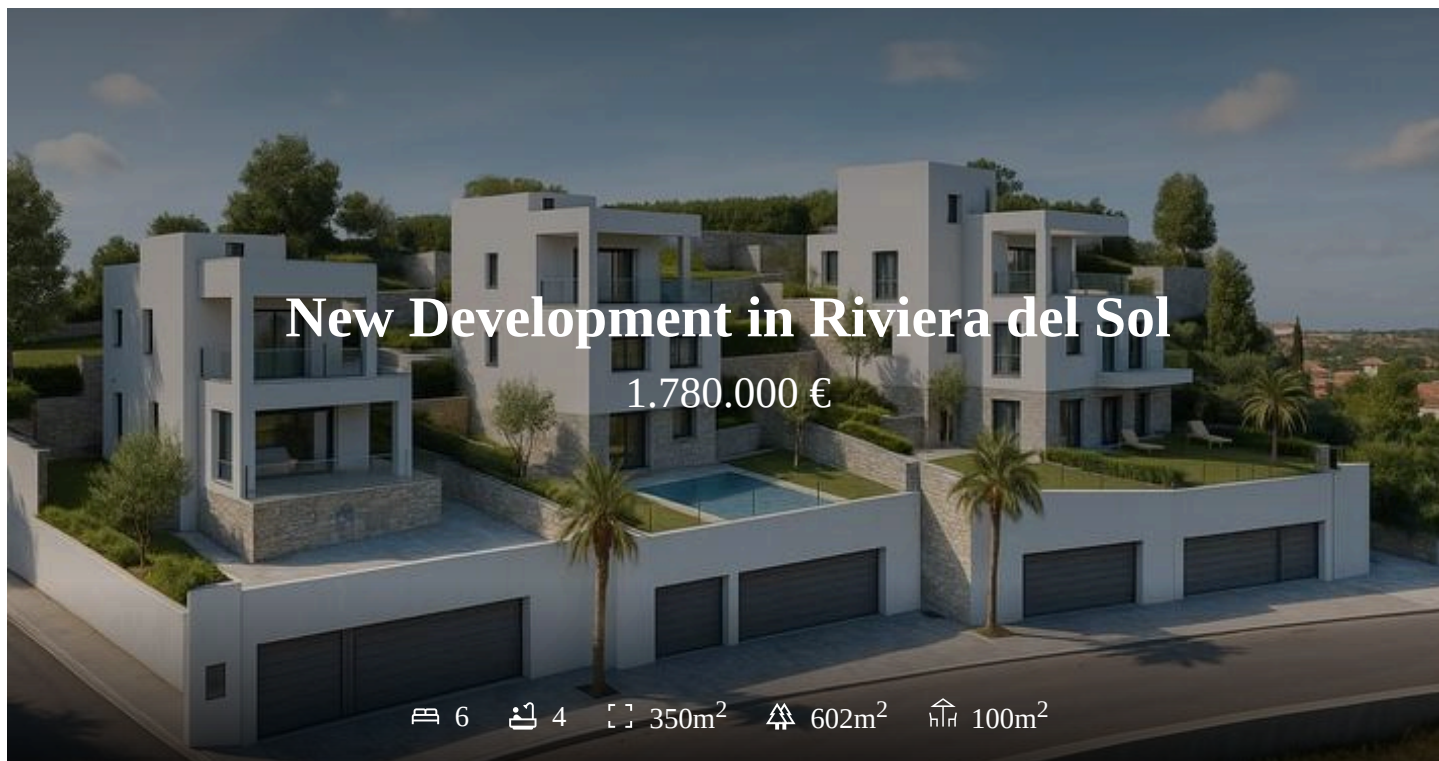 New Development in Riviera del Sol
1.780.000 €
6 4 350m² 602m² 100m²